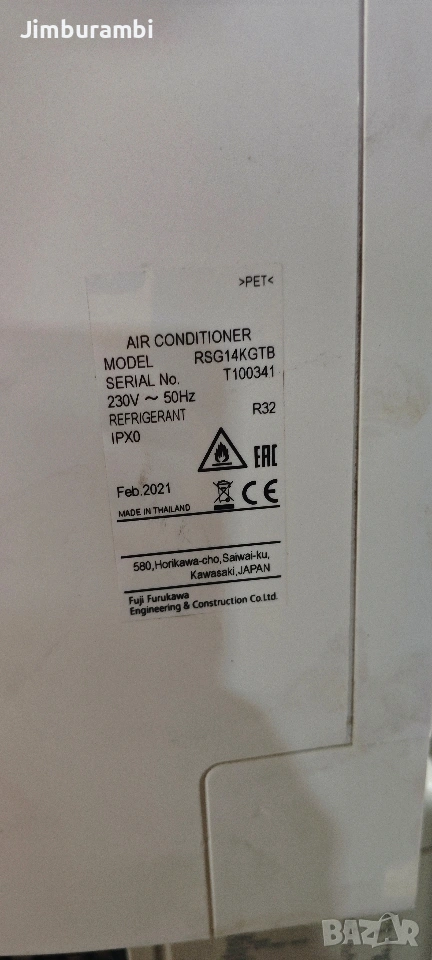 Jimburambi
>PET<
AIR CONDITIONER
MODEL RSG14KGTB
SERIAL No. T100341
230V ～ 50Hz
REFRIGERANT R32
IPX0
EAC
Feb.2021 CE
MADE IN THAILAND
580,Horikawa-cho,Saiwai-ku,
Kawasaki,JAPAN
Fuji Furukawa
Engineering & Construction Co.Ltd.
BAZAR